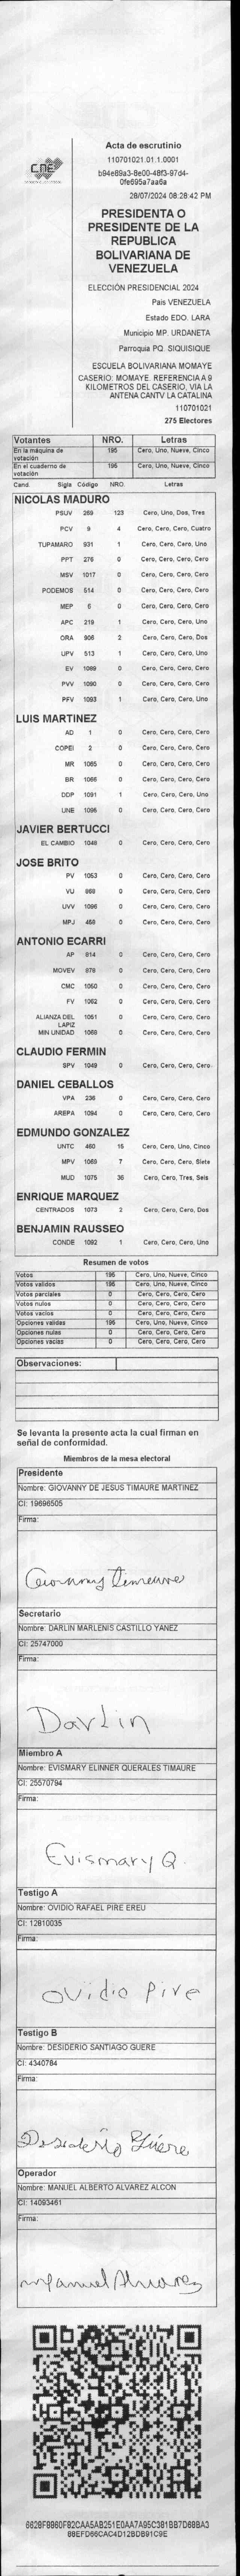 CNE
Acta de escrutinio
110701021.01.1.0001
b94e89a3-8e00-48f3-97d4-
0fe695a7aa6a
28/07/2024 08:28:42 PM
PRESIDENTA O
PRESIDENTE DE LA
REPUBLICA
BOLIVARIANA DE
VENEZUELA
ELECCIÓN PRESIDENCIAL 2024
Pais VENEZUELA
Estado EDO. LARA
Municipio MP. URDANETA
Parroquia PQ. SIQUISIQUE
ESCUELA BOLIVARIANA MOMAYE
CASERIO: MOMAYE. REFERENCIA A 9
KILOMETROS DEL CASERIO, VIA LA
ANTENA CANTV LA CATALINA
110701021
275 Electores
Votantes NRO. Letras
En la máquina de votación 195 Cero, Uno, Nueve, Cinco
En el cuaderno de votación 195 Cero, Uno, Nueve, Cinco
Cand. Sigla Código NRO. Letras
NICOLAS MADURO
PSUV 269 123 Cero, Uno, Dos, Tres
PCV 9 4 Cero, Cero, Cero, Cuatro
TUPAMARO 931 1 Cero, Cero, Cero, Uno
PPT 276 0 Cero, Cero, Cero, Cero
MSV 1017 0 Cero, Cero, Cero, Cero
PODEMOS 514 0 Cero, Cero, Cero, Cero
MEP 6 0 Cero, Cero, Cero, Cero
APC 219 1 Cero, Cero, Cero, Uno
ORA 906 2 Cero, Cero, Cero, Dos
UPV 513 1 Cero, Cero, Cero, Uno
EV 1089 0 Cero, Cero, Cero, Cero
PVV 1090 0 Cero, Cero, Cero, Cero
PFV 1093 1 Cero, Cero, Cero, Uno
LUIS MARTINEZ
AD 1 0 Cero, Cero, Cero, Cero
COPEI 2 0 Cero, Cero, Cero, Cero
MR 1065 0 Cero, Cero, Cero, Cero
BR 1066 0 Cero, Cero, Cero, Cero
DDP 1091 1 Cero, Cero, Cero, Uno
UNE 1095 0 Cero, Cero, Cero, Cero
JAVIER BERTUCCI
EL CAMBIO 1048 0 Cero, Cero, Cero, Cero
JOSE BRITO
PV 1053 0 Cero, Cero, Cero, Cero
VU 868 0 Cero, Cero, Cero, Cero
UVV 1096 0 Cero, Cero, Cero, Cero
MPJ 458 0 Cero, Cero, Cero, Cero
ANTONIO ECARRI
AP 814 0 Cero, Cero, Cero, Cero
MOVEV 878 0 Cero, Cero, Cero, Cero
CMC 1050 0 Cero, Cero, Cero, Cero
FV 1052 0 Cero, Cero, Cero, Cero
ALIANZA DEL LAPIZ 1051 0 Cero, Cero, Cero, Cero
MIN UNIDAD 1068 0 Cero, Cero, Cero, Cero
CLAUDIO FERMIN
SPV 1049 0 Cero, Cero, Cero, Cero
DANIEL CEBALLOS
VPA 236 0 Cero, Cero, Cero, Cero
AREPA 1094 0 Cero, Cero, Cero, Cero
EDMUNDO GONZALEZ
UNTC 460 15 Cero, Cero, Uno, Cinco
MPV 1069 7 Cero, Cero, Cero, Siete
MUD 1075 36 Cero, Cero, Tres, Seis
ENRIQUE MARQUEZ
CENTRADOS 1073 2 Cero, Cero, Cero, Dos
BENJAMIN RAUSSEO
CONDE 1092 1 Cero, Cero, Cero, Uno
Resumen de votos
Votos 195 Cero, Uno, Nueve, Cinco
Votos validos 195 Cero, Uno, Nueve, Cinco
Votos parciales 0 Cero, Cero, Cero, Cero
Votos nulos 0 Cero, Cero, Cero, Cero
Votos vacios 0 Cero, Cero, Cero, Cero
Opciones validas 195 Cero, Uno, Nueve, Cinco
Opciones nulas 0 Cero, Cero, Cero, Cero
Opciones vacias 0 Cero, Cero, Cero, Cero
Observaciones:
Se levanta la presente acta la cual firman en
señal de conformidad.
Miembros de la mesa electoral
Presidente
Nombre: GIOVANNY DE JESUS TIMAURE MARTINEZ
CI: 19696505
Firma:
Giovanny Timaure
Secretario
Nombre: DARLIN MARLENIS CASTILLO YANEZ
CI: 25747000
Firma:
Darlin
Miembro A
Nombre: EVISMARY ELINNER QUERALES TIMAURE
CI: 25570794
Firma:
Evismary Q.
Testigo A
Nombre: OVIDIO RAFAEL PIRE EREU
CI: 12810035
Firma:
Ovidio Pire
Testigo B
Nombre: DESIDERIO SANTIAGO GUERE
CI: 4340784
Firma:
Desiderio Güere
Operador
Nombre: MANUEL ALBERTO ALVAREZ ALCON
CI: 14093461
Firma:
Manuel Alvarez
6628F8860F82CAA5AB251E0AA7A95C381BB7D68BA3
88EFD66CAC4D12BDB91C9E